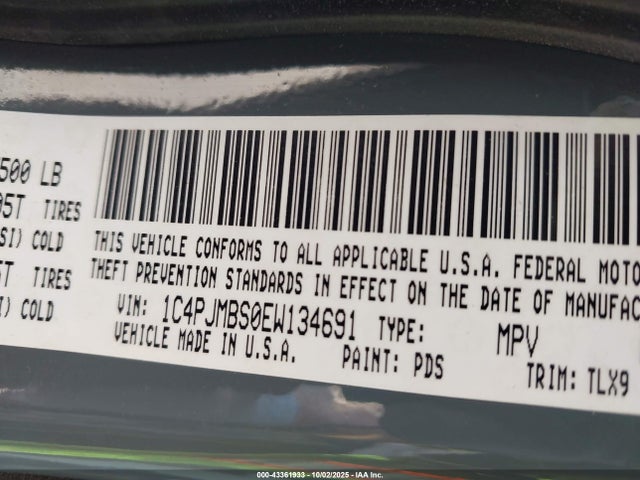 500 LB
05T TIRES
SI) COLD
5T TIRES
I) COLD
THIS VEHICLE CONFORMS TO ALL APPLICABLE U.S.A. FEDERAL MOTO
THEFT PREVENTION STANDARDS IN EFFECT ON THE DATE OF MANUFAC
VIN: 1C4PJMBS0EW134691 TYPE: MPV
VEHICLE MADE IN U.S.A. PAINT: PDS TRIM: TLX9
000-43361933 - 10/02/2025 - IAA Inc.